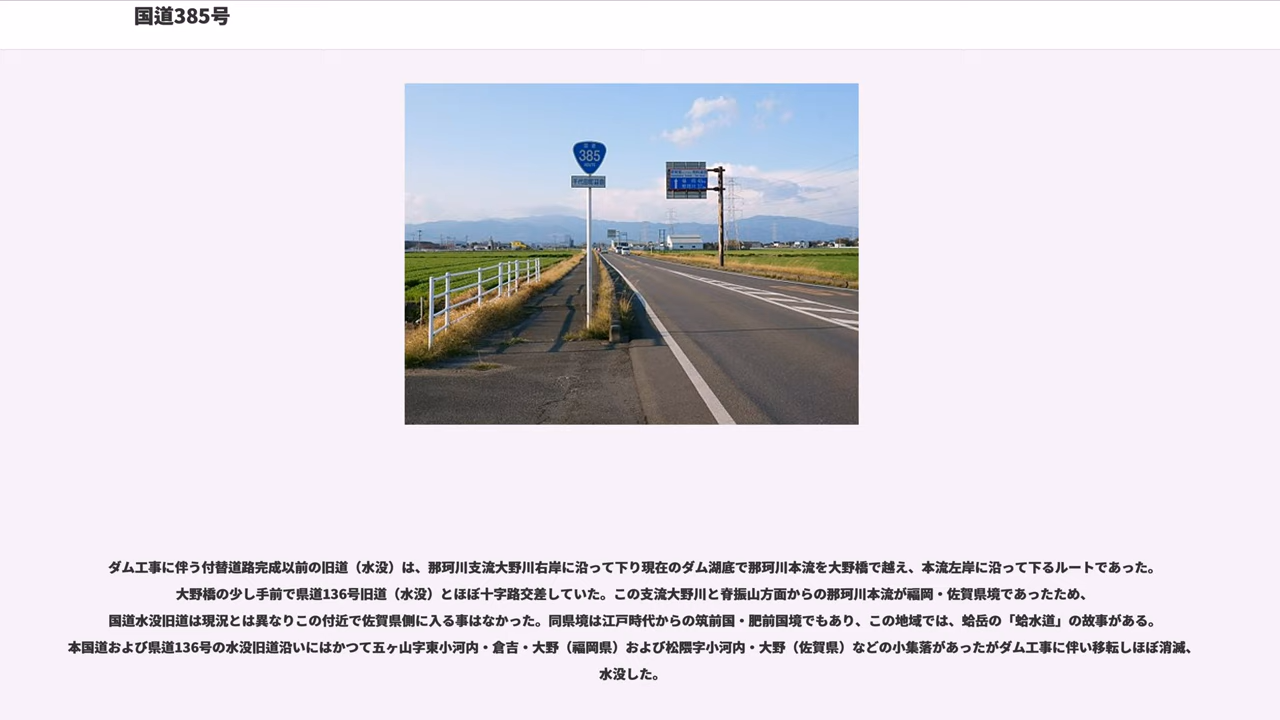 国道385号
国道
385
ROUTE
ダム工事に伴う付替道路完成以前の旧道（水没）は、那珂川支流大野川右岸に沿って下り現在のダム湖底で那珂川本流を大野橋で越え、本流左岸に沿って下るルートであった。
大野橋の少し手前で県道136号旧道（水没）とほぼ十字路交差していた。この支流大野川と脊振山方面からの那珂川本流が福岡・佐賀県境であったため、
国道水没旧道は現況とは異なりこの付近で佐賀県側に入る事はなかった。同県境は江戸時代からの筑前国・肥前国境でもあり、この地域では、蛤岳の「蛤水道」の故事がある。
本国道および県道136号の水没旧道沿いにはかつて五ヶ山字東小河内・倉吉・大野（福岡県）および松隈字小河内・大野（佐賀県）などの小集落があったがダム工事に伴い移転しほぼ消滅、
水没した。